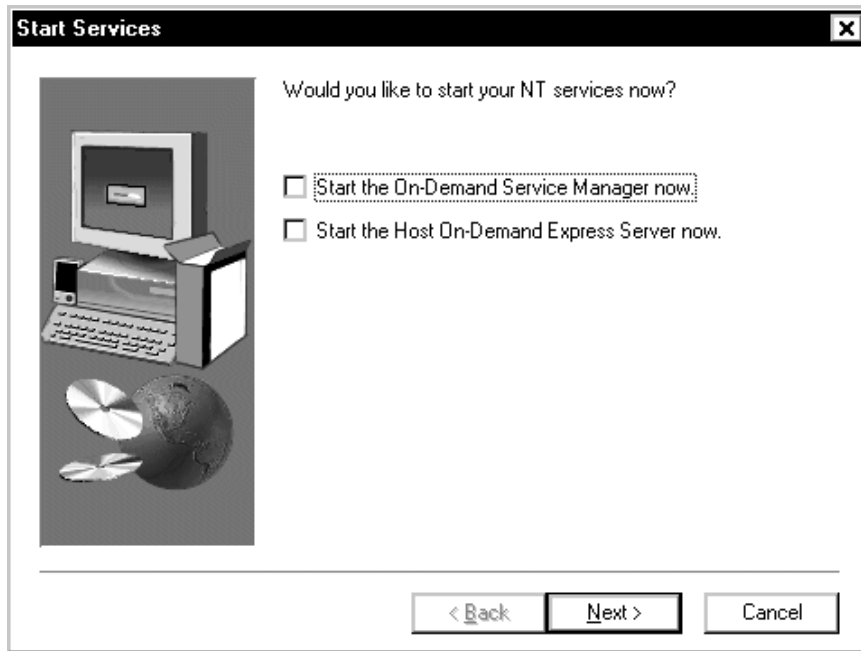 Start Services
Would you like to start your NT services now?
Start the On-Demand Service Manager now.
Start the Host On-Demand Express Server now.
< Back
Next >
Cancel